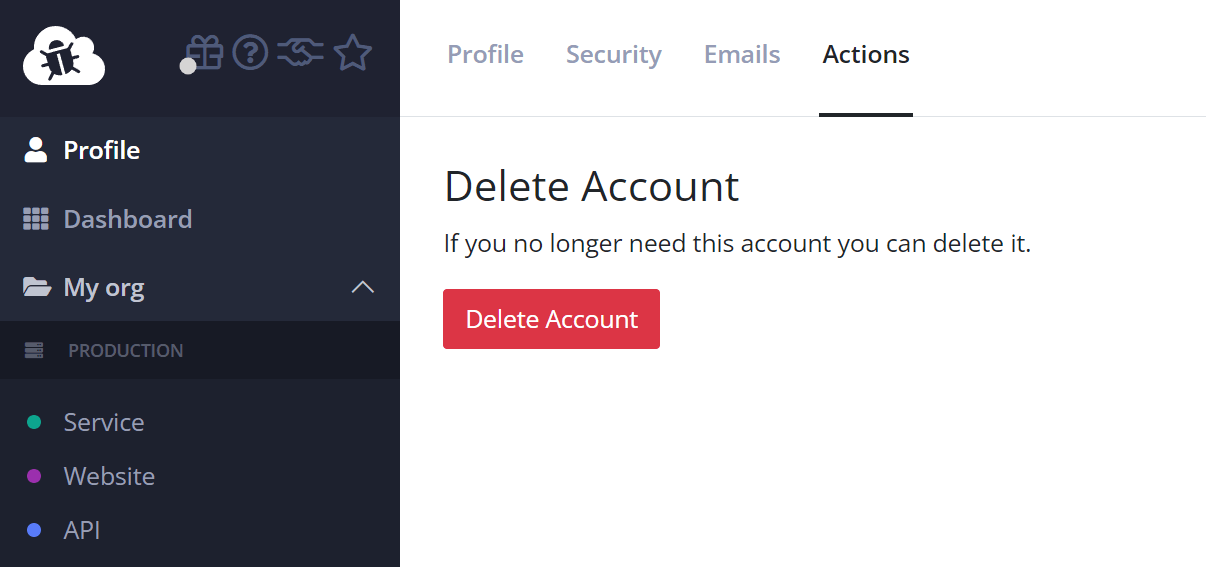 Profile
Dashboard
My org
PRODUCTION
Service
Website
API
Profile Security Emails Actions
Delete Account
If you no longer need this account you can delete it.
Delete Account